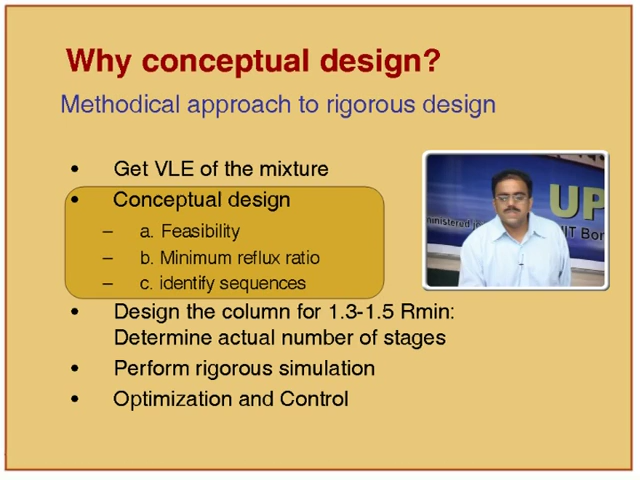 Why conceptual design?
Methodical approach to rigorous design
• Get VLE of the mixture
• Conceptual design
– a. Feasibility
– b. Minimum reflux ratio
– c. identify sequences
• Design the column for 1.3-1.5 Rmin:
Determine actual number of stages
• Perform rigorous simulation
• Optimization and Control
UP
ministered
IIT Bor